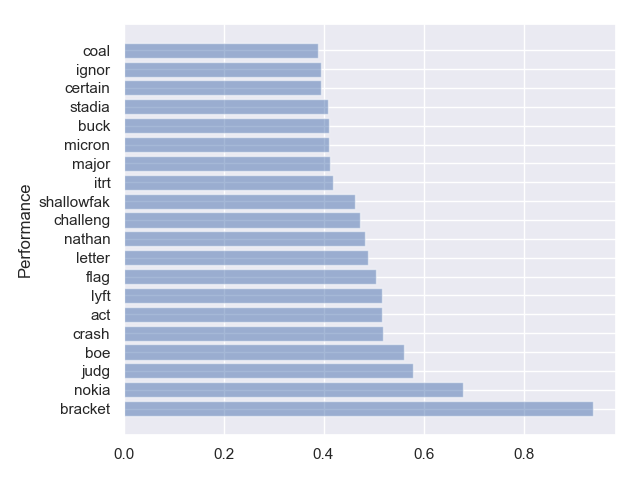 coal
ignor
certain
stadia
buck
micron
major
itrt
shallowfak
challeng
nathan
letter
flag
lyft
act
crash
boe
judg
nokia
bracket
Performance
0.0 0.2 0.4 0.6 0.8